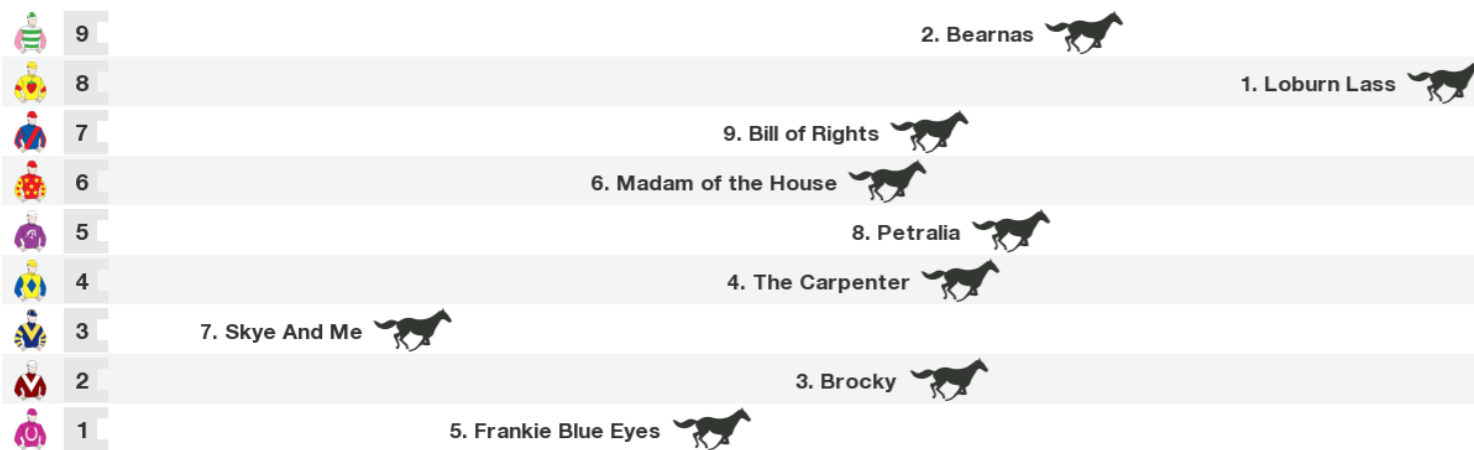 9 2. Bearnas
8 1. Loburn Lass
7 9. Bill of Rights
6 6. Madam of the House
5 8. Petralia
4 4. The Carpenter
3 7. Skye And Me
2 3. Brocky
1 5. Frankie Blue Eyes